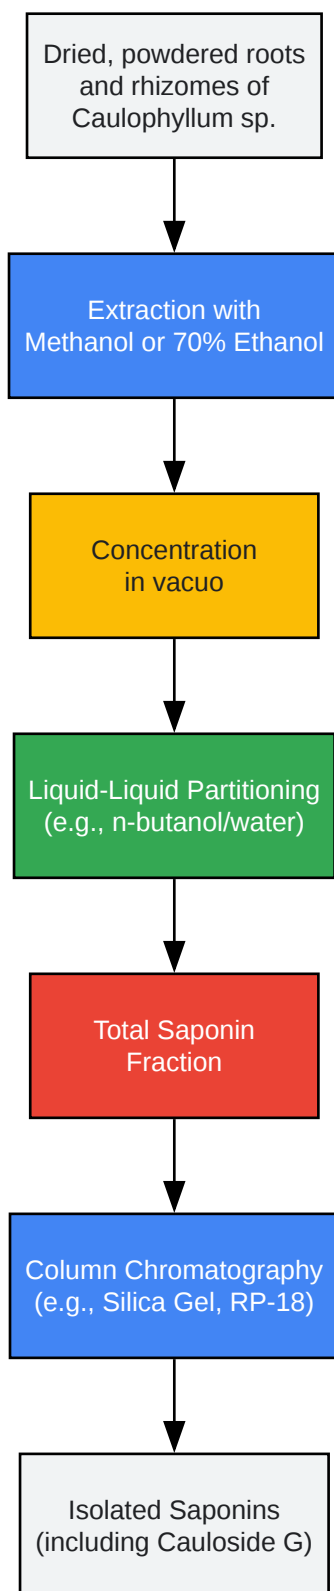 Dried, powdered roots
and rhizomes of
Caulophyllum sp.
Extraction with
Methanol or 70% Ethanol
Concentration
in vacuo
Liquid-Liquid Partitioning
(e.g., n-butanol/water)
Total Saponin
Fraction
Column Chromatography
(e.g., Silica Gel, RP-18)
Isolated Saponins
(including Cauloside G)